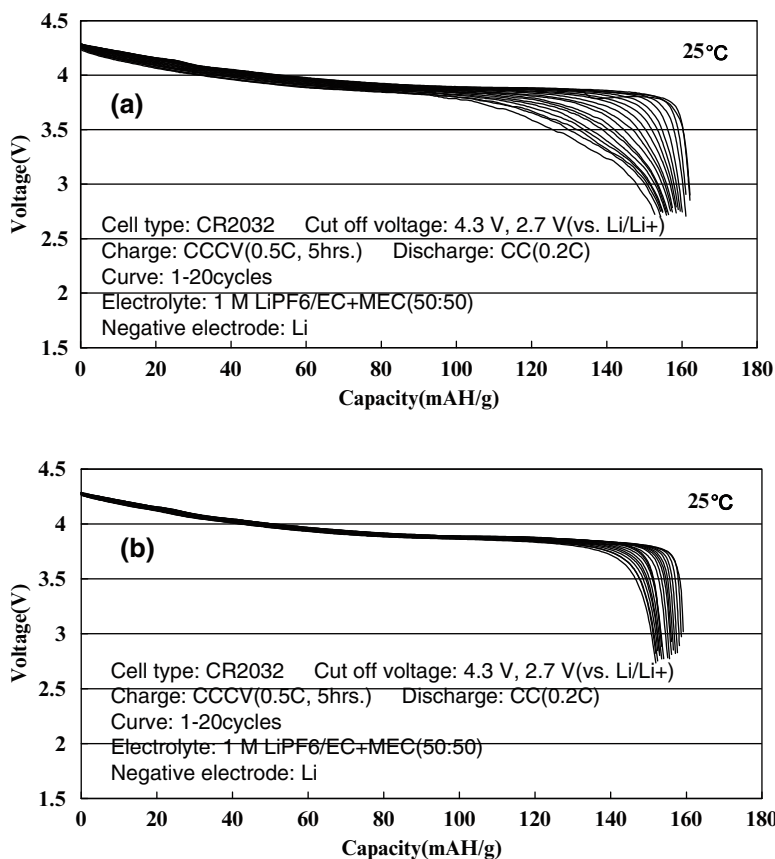 4.5
25℃
4
(a)
3.5
Voltage(V)
3
Cell type: CR2032 Cut off voltage: 4.3 V, 2.7 V(vs. Li/Li+)
2.5
Charge: CCCV(0.5C, 5hrs.) Discharge: CC(0.2C)
Curve: 1-20cycles
2
Electrolyte: 1 M LiPF6/EC+MEC(50:50)
Negative electrode: Li
1.5
0 20 40 60 80 100 120 140 160 180
Capacity(mAH/g)
4.5
25℃
4
(b)
3.5
Voltage(V)
3
Cell type: CR2032 Cut off voltage: 4.3 V, 2.7 V(vs. Li/Li+)
2.5
Charge: CCCV(0.5C, 5hrs.) Discharge: CC(0.2C)
Curve: 1-20cycles
2
Electrolyte: 1 M LiPF6/EC+MEC(50:50)
Negative electrode: Li
1.5
0 20 40 60 80 100 120 140 160 180
Capacity(mAH/g)